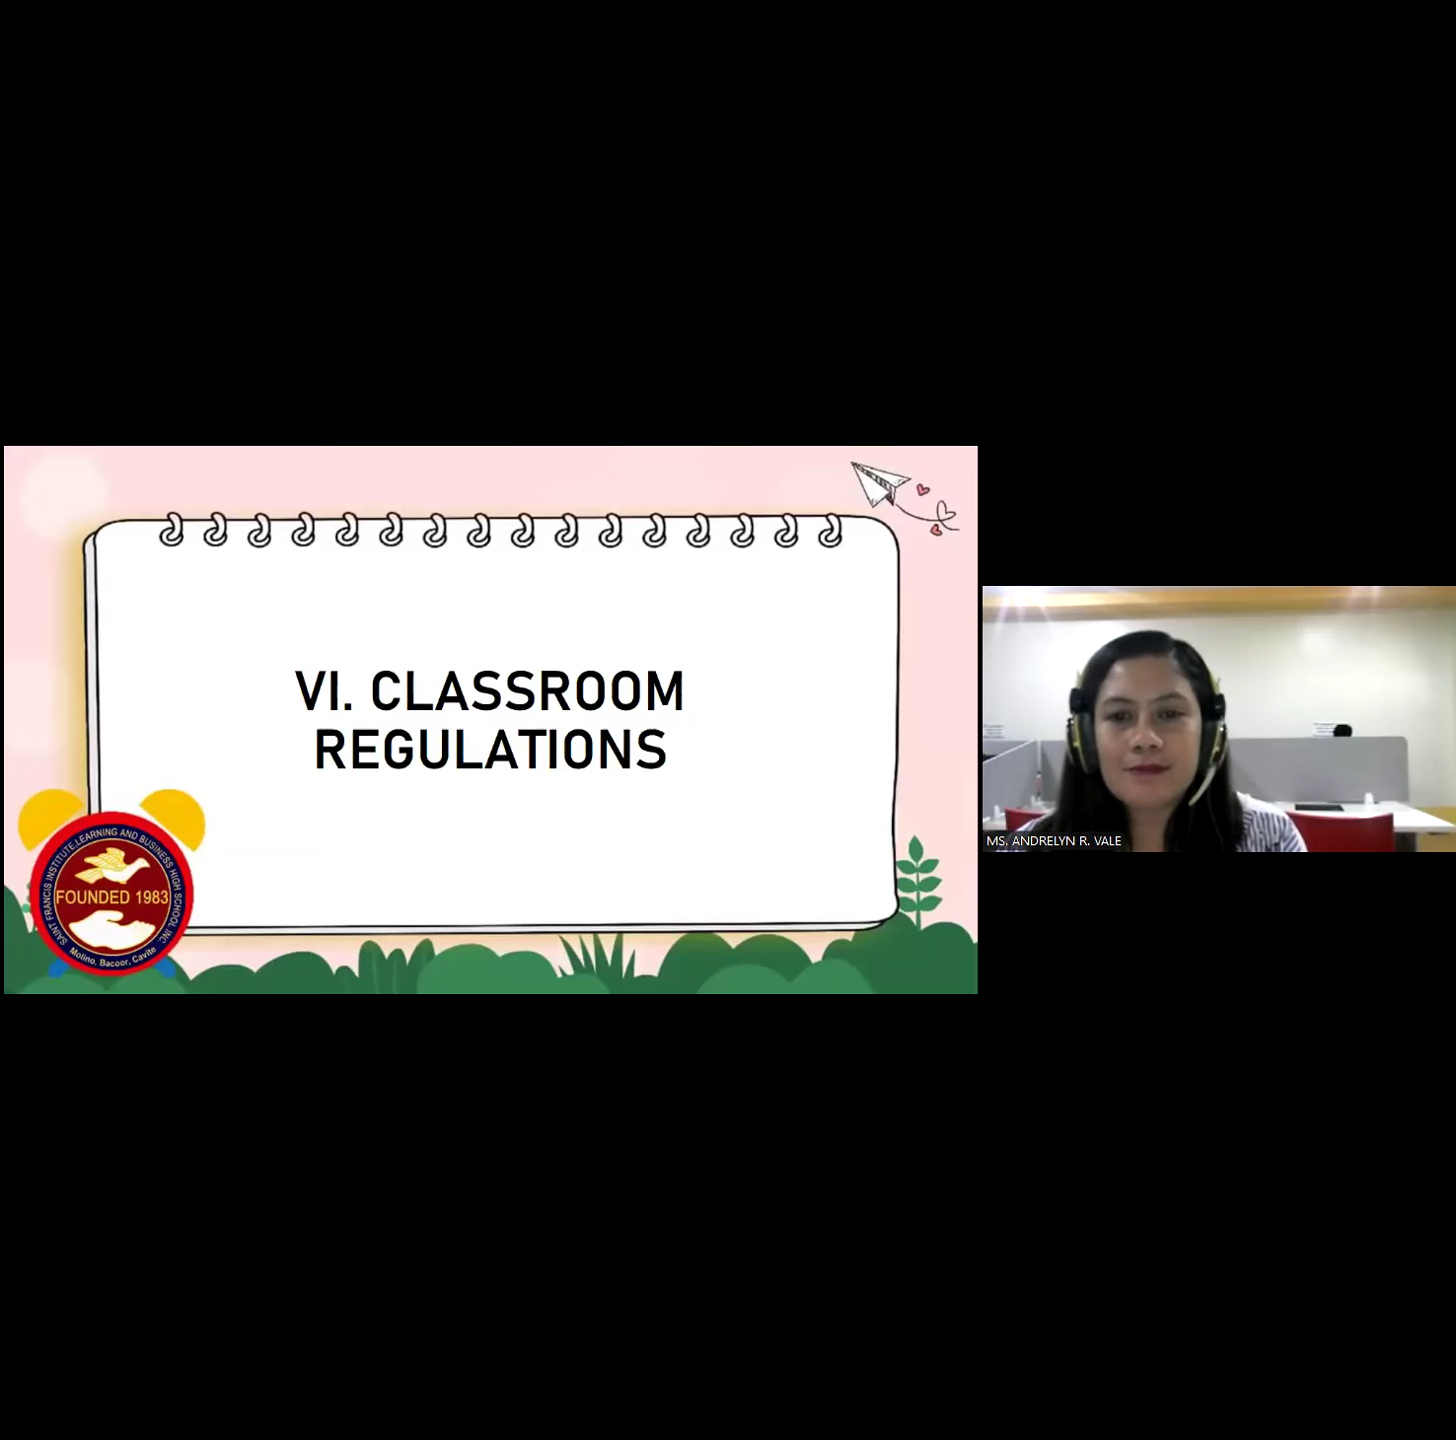 VI. CLASSROOM
REGULATIONS
SAINT FRANCIS INSTITUTE,LEARNING AND BUSINESS HIGH SCHOOL INC.
FOUNDED 1983
Molino, Bacoor, Cavite
MS. ANDRELYN R. VALE